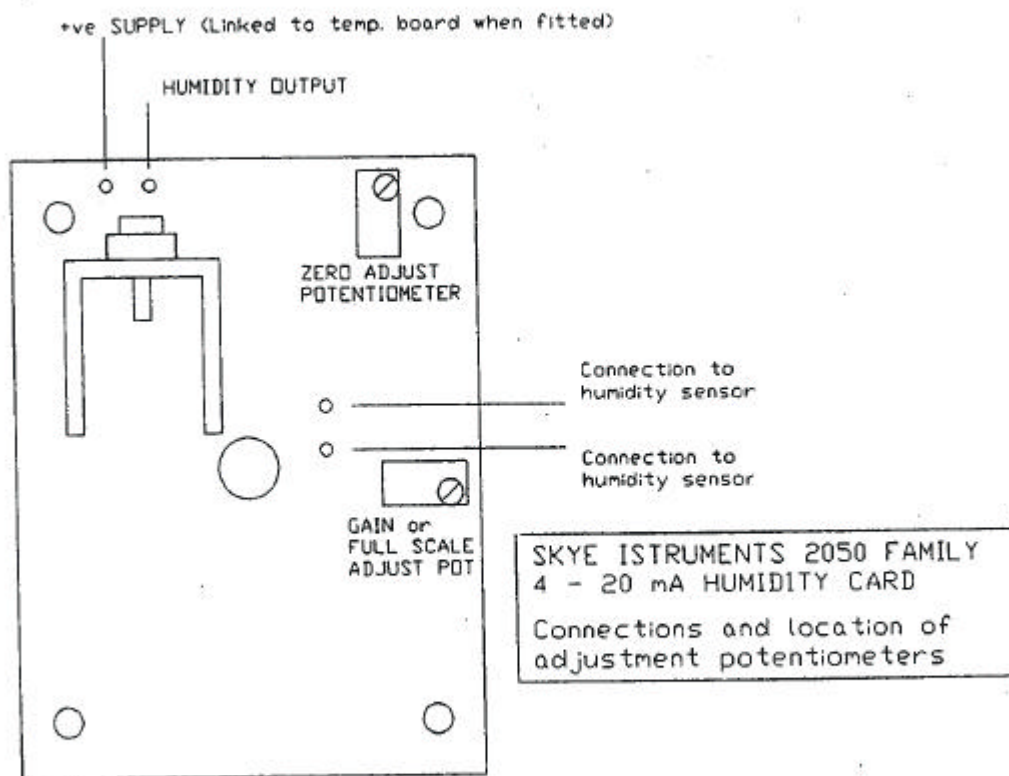 +ve SUPPLY (Linked to temp. board when fitted)
HUMIDITY OUTPUT
ZERO ADJUST
POTENTIOMETER
Connection to
humidity sensor
Connection to
humidity sensor
GAIN or
FULL SCALE
ADJUST POT
SKYE ISTRUMENTS 2050 FAMILY
4 - 20 mA HUMIDITY CARD
Connections and location of
adjustment potentiometers